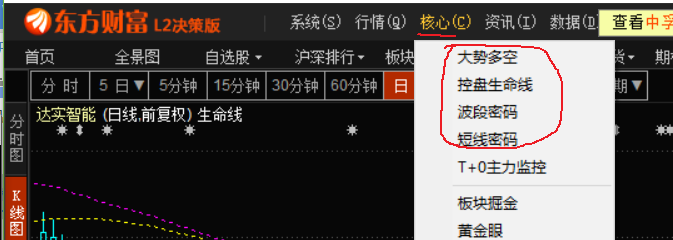 东方财富 L2决策版 系统(S) 行情(Q) 核心(C) 资讯(I) 数据(D) 查看中孚
首页 全景图 自选股 沪深排行 板块 货 期
分时 5日 5分钟 15分钟 30分钟 60分钟 日 期
达实智能 (日线,前复权) 生命线
分时图
K线图
大势多空
控盘生命线
波段密码
短线密码
T+0主力监控
板块掘金
黄金眼